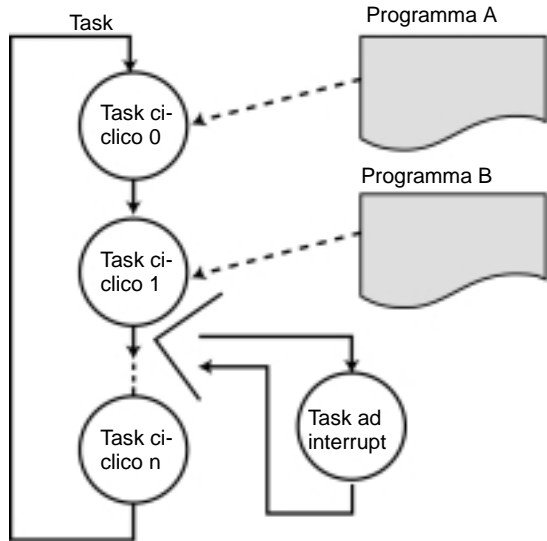 Task
Programma A
Task ci-
clico 0
Programma B
Task ci-
clico 1
Task ad
interrupt
Task ci-
clico n